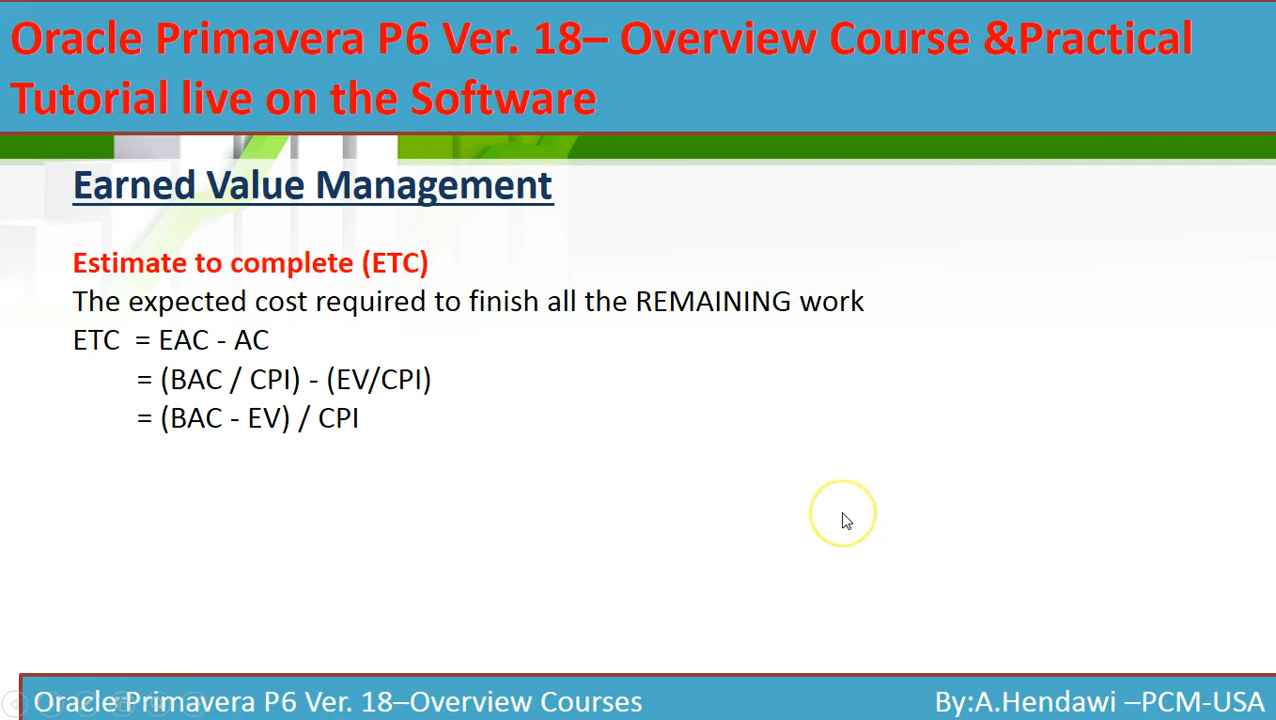 Oracle Primavera P6 Ver. 18– Overview Course &Practical
Tutorial live on the Software
Earned Value Management
Estimate to complete (ETC)
The expected cost required to finish all the REMAINING work
ETC = EAC - AC
= (BAC / CPI) - (EV/CPI)
= (BAC - EV) / CPI
Oracle Primavera P6 Ver. 18–Overview Courses
By:A.Hendawi –PCM-USA